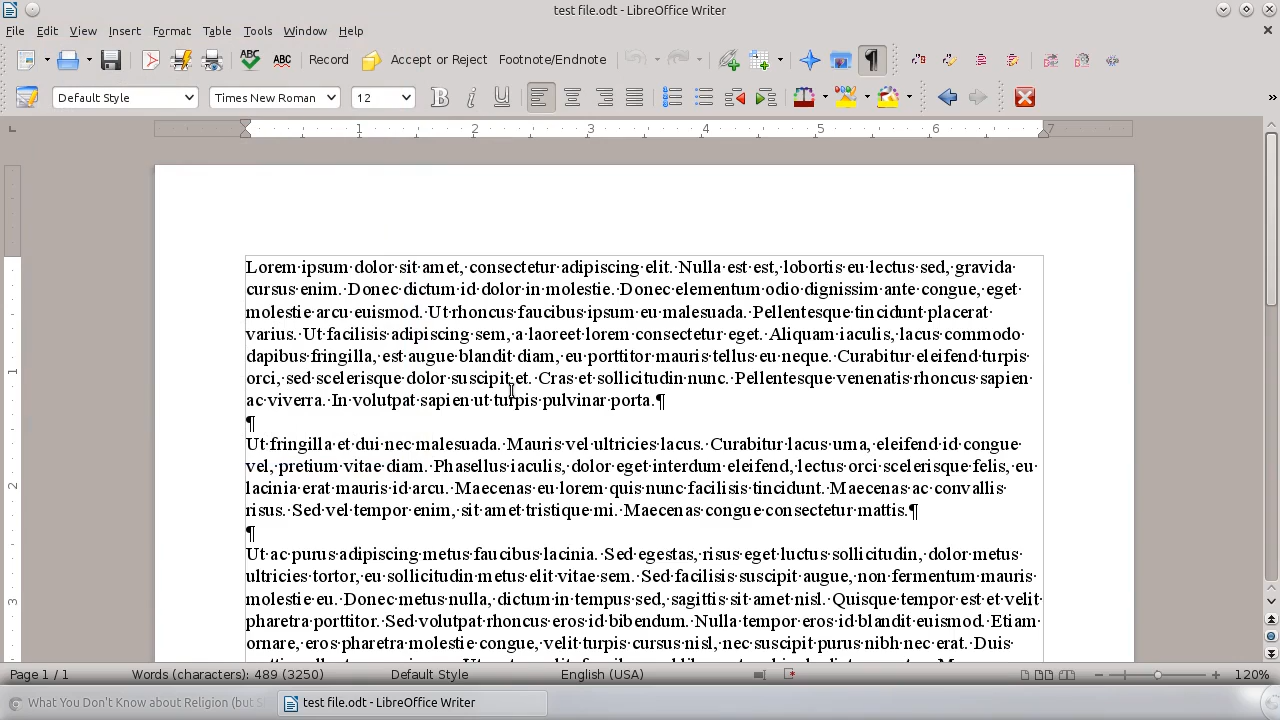 test file.odt - LibreOffice Writer
File Edit View Insert Format Table Tools Window Help
Record Accept or Reject Footnote/Endnote
Default Style Times New Roman 12
1 2 3 4 5 6 7
Lorem·ipsum·dolor·sit·amet,·consectetur·adipiscing·elit.·Nulla·est·est,·lobortis·eu·lectus·sed,·gravida·
cursus·enim.·Donec·dictum·id·dolor·in·molestie.·Donec·elementum·odio·dignissim·ante·congue,·eget·
molestie·arcu·euismod.·Ut·rhoncus·faucibus·ipsum·eu·malesuada.·Pellentesque·tincidunt·placerat·
varius.·Ut·facilisis·adipiscing·sem,·a·laoreet·lorem·consectetur·eget.·Aliquam·iaculis,·lacus·commodo·
dapibus·fringilla,·est·augue·blandit·diam,·eu·porttitor·mauris·tellus·eu·neque.·Curabitur·eleifend·turpis·
orci,·sed·scelerisque·dolor·suscipit·et.·Cras·et·sollicitudin·nunc.·Pellentesque·venenatis·rhoncus·sapien·
ac·viverra.·In·volutpat·sapien·ut·turpis·pulvinar·porta.¶
¶
Ut·fringilla·et·dui·nec·malesuada.·Mauris·vel·ultricies·lacus.·Curabitur·lacus·urna,·eleifend·id·congue·
vel,·pretium·vitae·diam.·Phasellus·iaculis,·dolor·eget·interdum·eleifend,·lectus·orci·scelerisque·felis,·eu·
lacinia·erat·mauris·id·arcu.·Maecenas·eu·lorem·quis·nunc·facilisis·tincidunt.·Maecenas·ac·convallis·
risus.·Sed·vel·tempor·enim,·sit·amet·tristique·mi.·Maecenas·congue·consectetur·mattis.¶
¶
Ut·ac·purus·adipiscing·metus·faucibus·lacinia.·Sed·egestas,·risus·eget·luctus·sollicitudin,·dolor·metus·
ultricies·tortor,·eu·sollicitudin·metus·elit·vitae·sem.·Sed·facilisis·suscipit·augue,·non·fermentum·mauris·
molestie·eu.·Donec·metus·nulla,·dictum·in·tempus·sed,·sagittis·sit·amet·nisl.·Quisque·tempor·est·et·velit·
pharetra·porttitor.·Sed·volutpat·rhoncus·eros·id·bibendum.·Nulla·tempor·eros·id·blandit·euismod.·Etiam·
ornare,·eros·pharetra·molestie·congue,·velit·turpis·cursus·nisl,·nec·suscipit·purus·nibh·nec·erat.·Duis·
Page 1 / 1 Words (characters): 489 (3250) Default Style English (USA) 120%
What You Don't Know about Religion (but test file.odt - LibreOffice Writer